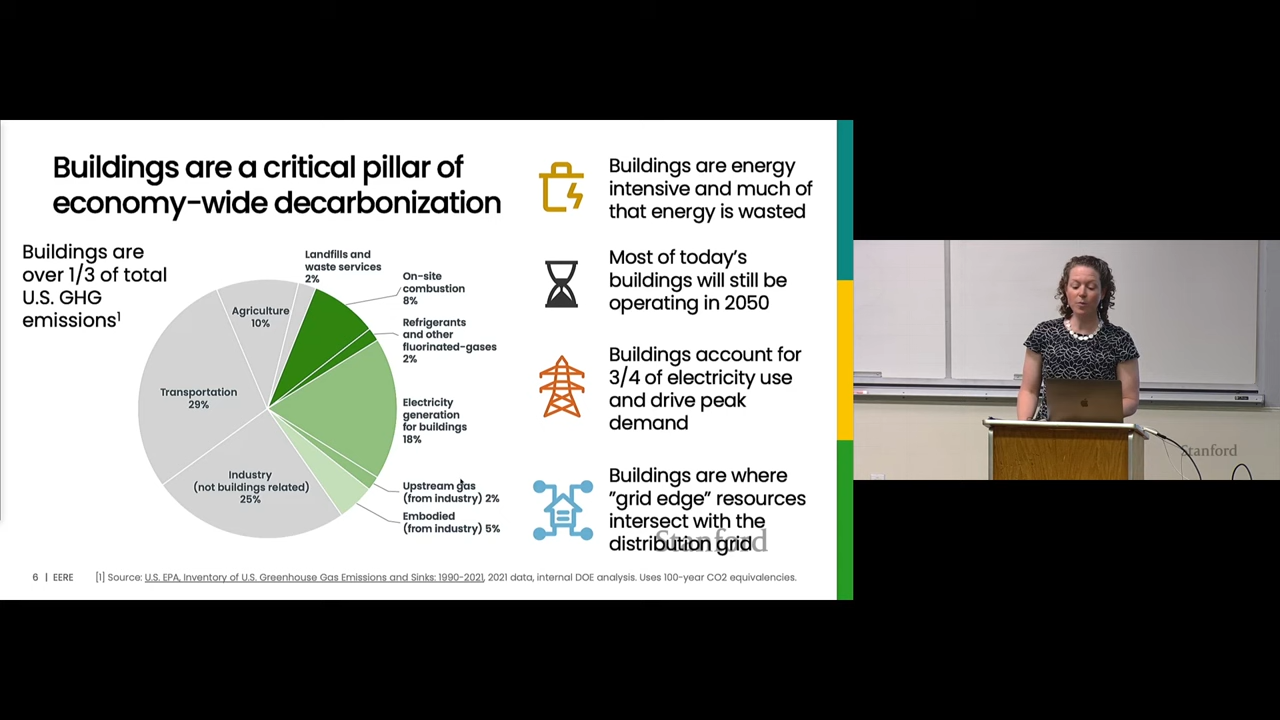 Buildings are a critical pillar of
economy-wide decarbonization
Buildings are
over 1/3 of total
U.S. GHG
emissions¹
Landfills and
waste services
2%
On-site
combustion
8%
Refrigerants
and other
fluorinated-gases
2%
Electricity
generation
for buildings
18%
Upstream gas
(from industry) 2%
Embodied
(from industry) 5%
Industry
(not buildings related)
25%
Transportation
29%
Agriculture
10%
Buildings are energy
intensive and much of
that energy is wasted
Most of today's
buildings will still be
operating in 2050
Buildings account for
3/4 of electricity use
and drive peak
demand
Buildings are where
"grid edge" resources
intersect with the
distribution grid
Stanford
6 | EERE
[1] Source: U.S. EPA, Inventory of U.S. Greenhouse Gas Emissions and Sinks: 1990-2021, 2021 data, internal DOE analysis. Uses 100-year CO2 equivalencies.
Stanford